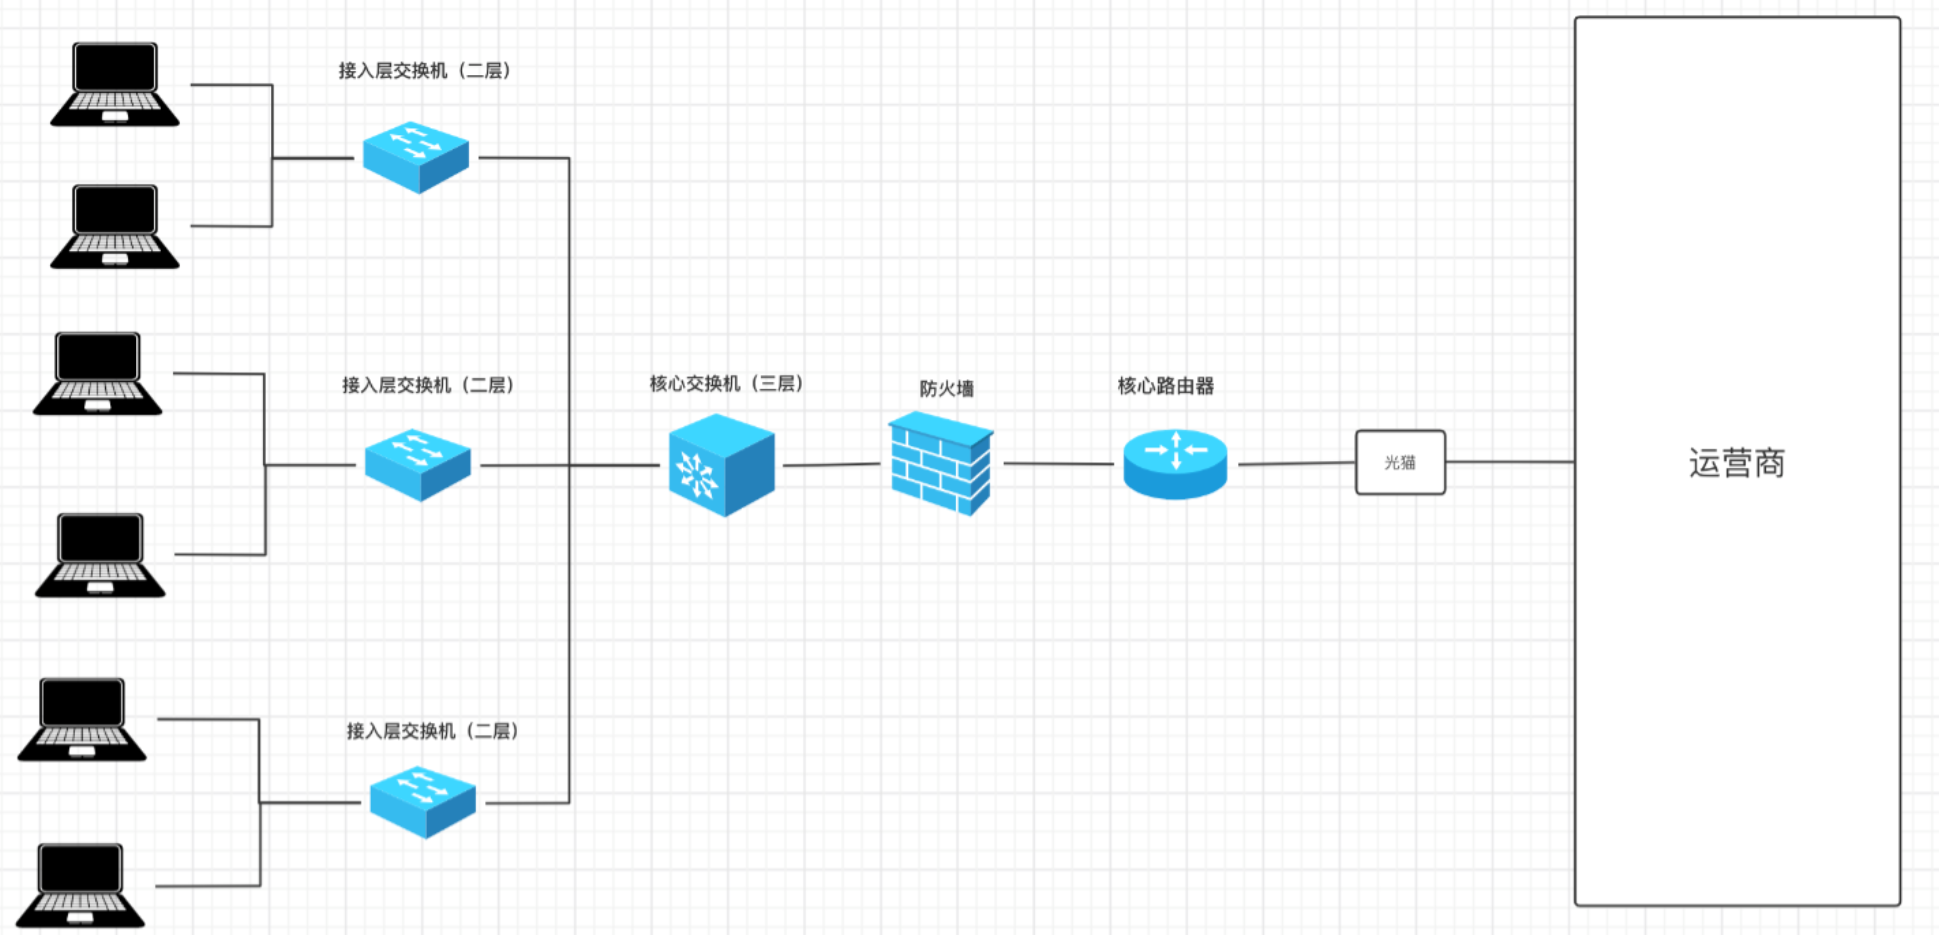 接入层交换机（二层）
接入层交换机（二层）
核心交换机（三层）
防火墙
核心路由器
光猫
运营商
接入层交换机（二层）